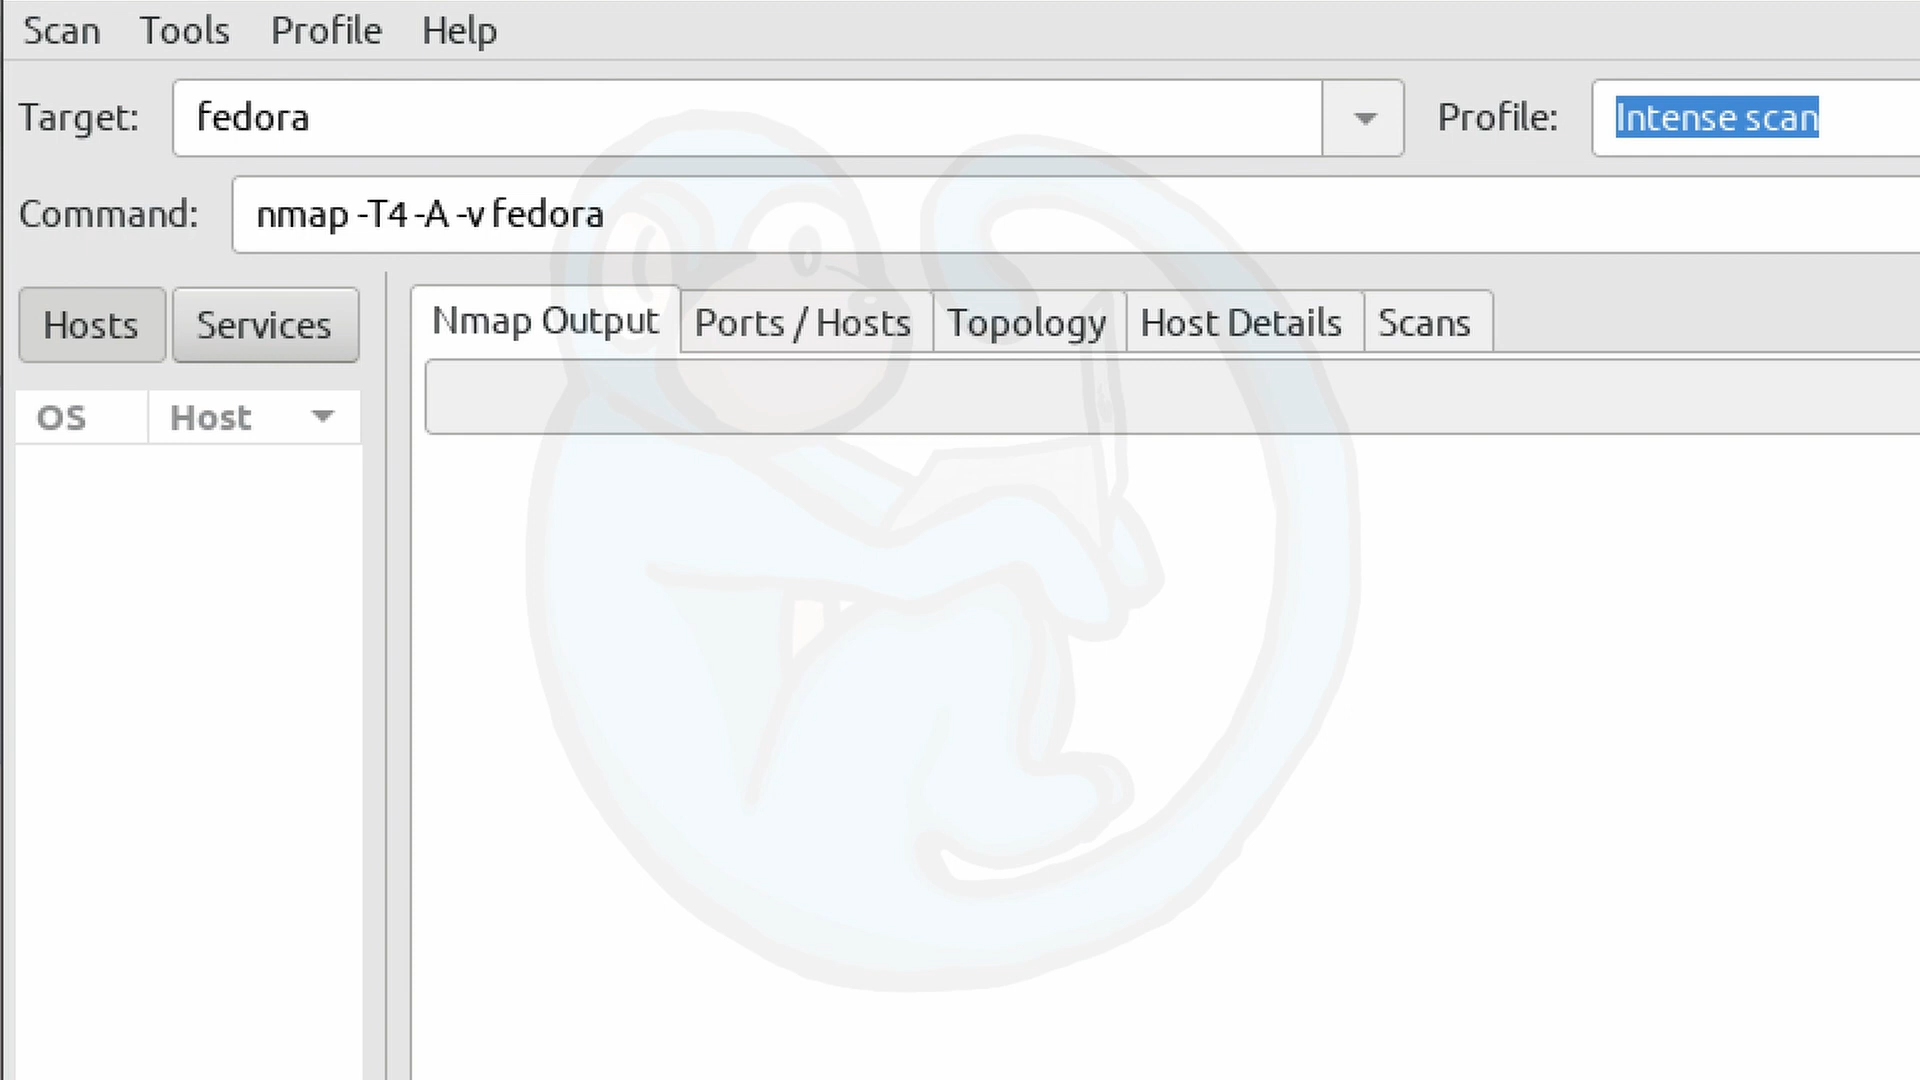 Scan Tools Profile Help
Target: fedora Profile: Intense scan
Command: nmap -T4 -A -v fedora
Hosts Services Nmap Output Ports / Hosts Topology Host Details Scans
OS Host